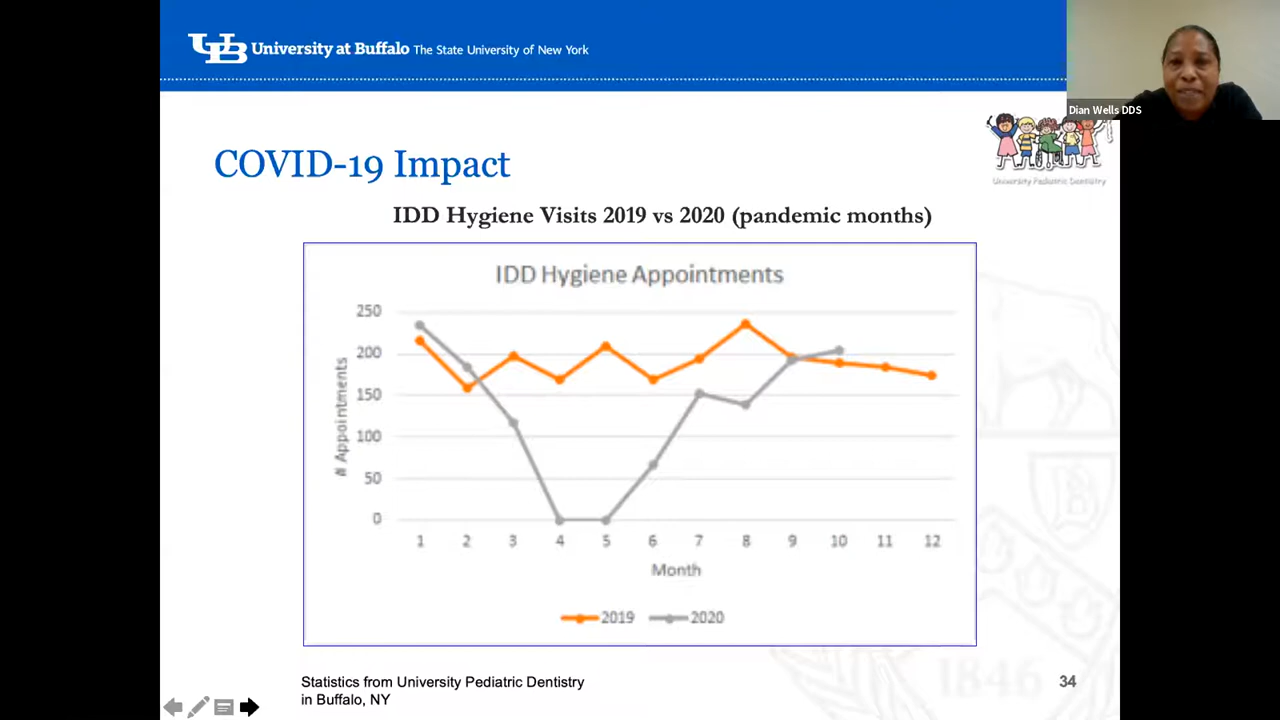 UB University at Buffalo The State University of New York
Dian Wells DDS
University Pediatric Dentistry
COVID-19 Impact
IDD Hygiene Visits 2019 vs 2020 (pandemic months)
IDD Hygiene Appointments
# Appointments
250
200
150
100
50
0
1 2 3 4 5 6 7 8 9 10 11 12
Month
2019 2020
Statistics from University Pediatric Dentistry
in Buffalo, NY
34
1846